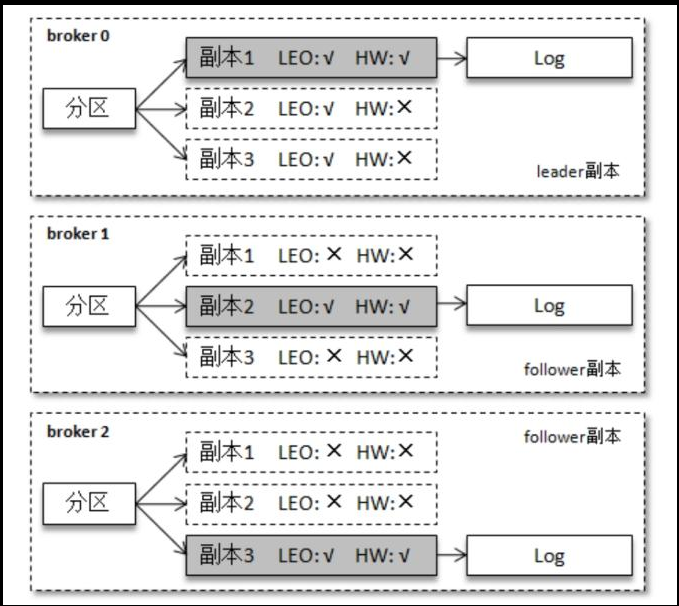 broker 0
副本1 LEO:√ HW:√
Log
分区
副本2 LEO:√ HW:×
副本3 LEO:√ HW:×
leader副本
broker 1
副本1 LEO:× HW:×
分区
副本2 LEO:√ HW:√
Log
副本3 LEO:× HW:×
follower副本
broker 2
follower副本
副本1 LEO:× HW:×
分区
副本2 LEO:× HW:×
副本3 LEO:√ HW:√
Log